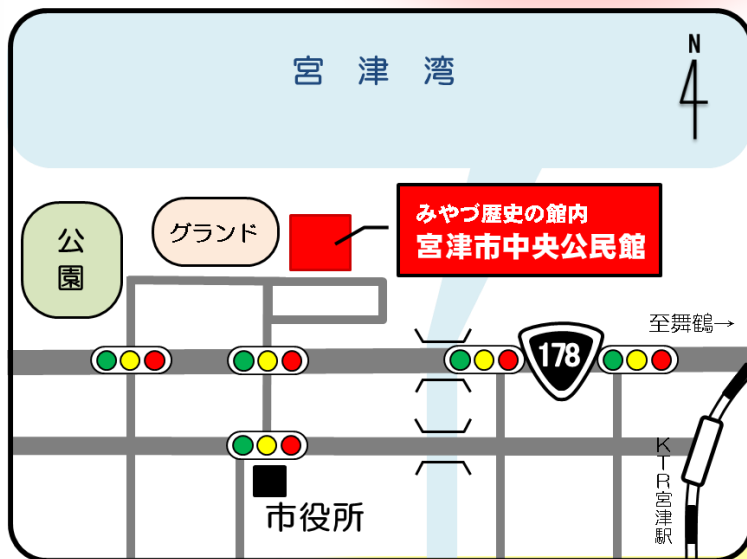 宮津湾
N
みやづ歴史の館内
宮津市中央公民館
グランド
公園
至舞鶴→
178
KTR宮津駅
市役所